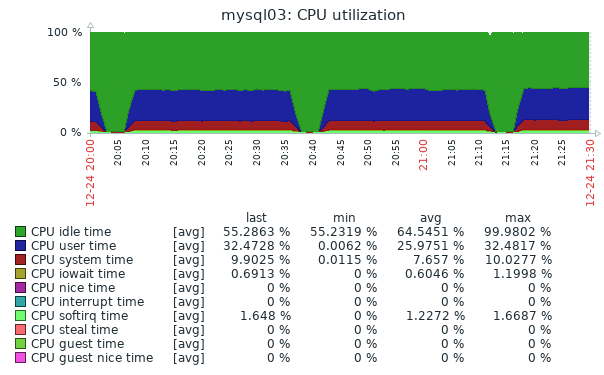 mysql03: CPU utilization
100 %
50 %
0 %
12-24 20:00
20:05
20:10
20:15
20:20
20:25
20:30
20:35
20:40
20:45
20:50
20:55
21:00
21:05
21:10
21:15
21:20
21:25
12-24 21:30
last min avg max
CPU idle time [avg] 55.2863 % 55.2319 % 64.5451 % 99.9802 %
CPU user time [avg] 32.4728 % 0.0062 % 25.9751 % 32.4817 %
CPU system time [avg] 9.9025 % 0.0115 % 7.657 % 10.0277 %
CPU iowait time [avg] 0.6913 % 0 % 0.6046 % 1.1998 %
CPU nice time [avg] 0 % 0 % 0 % 0 %
CPU interrupt time [avg] 0 % 0 % 0 % 0 %
CPU softirq time [avg] 1.648 % 0 % 1.2272 % 1.6687 %
CPU steal time [avg] 0 % 0 % 0 % 0 %
CPU guest time [avg] 0 % 0 % 0 % 0 %
CPU guest nice time [avg] 0 % 0 % 0 % 0 %